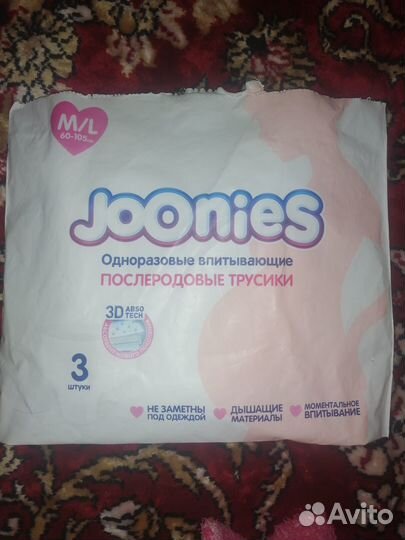 M/L
60-105см
JOONIES
Одноразовые впитывающие
ПОСЛЕРОДОВЫЕ ТРУСИКИ
3D ABSO
TECH
3
штуки
НЕ ЗАМЕТНЫ
ПОД ОДЕЖДОЙ
ДЫШАЩИЕ
МАТЕРИАЛЫ
МОМЕНТАЛЬНОЕ
ВПИТЫВАНИЕ
Avito